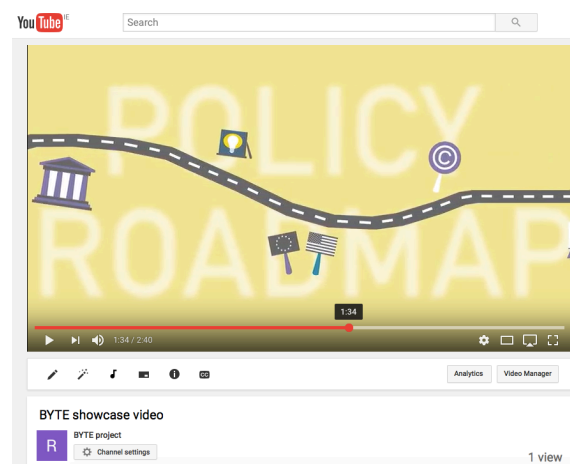 YouTube IE
Search
POLICY
ROADMAP
©
1:34
1:34 / 2:40
CC
Analytics
Video Manager
BYTE showcase video
R
BYTE project
Channel settings
1 view